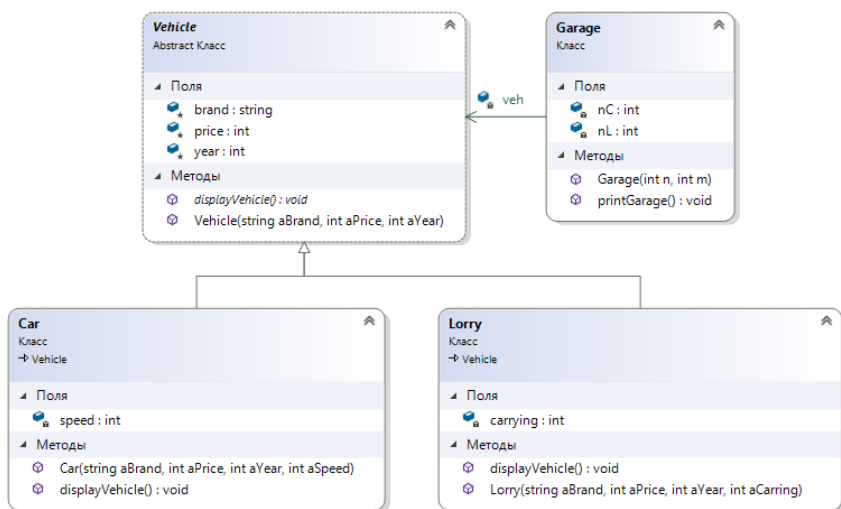 Vehicle
Abstract Класс
Поля
brand : string
price : int
year : int
Методы
displayVehicle() : void
Vehicle(string aBrand, int aPrice, int aYear)
veh
Garage
Класс
Поля
nC : int
nL : int
Методы
Garage(int n, int m)
printGarage() : void
Car
Класс
Vehicle
Поля
speed : int
Методы
Car(string aBrand, int aPrice, int aYear, int aSpeed)
displayVehicle() : void
Lorry
Класс
Vehicle
Поля
carrying : int
Методы
displayVehicle() : void
Lorry(string aBrand, int aPrice, int aYear, int aCarring)